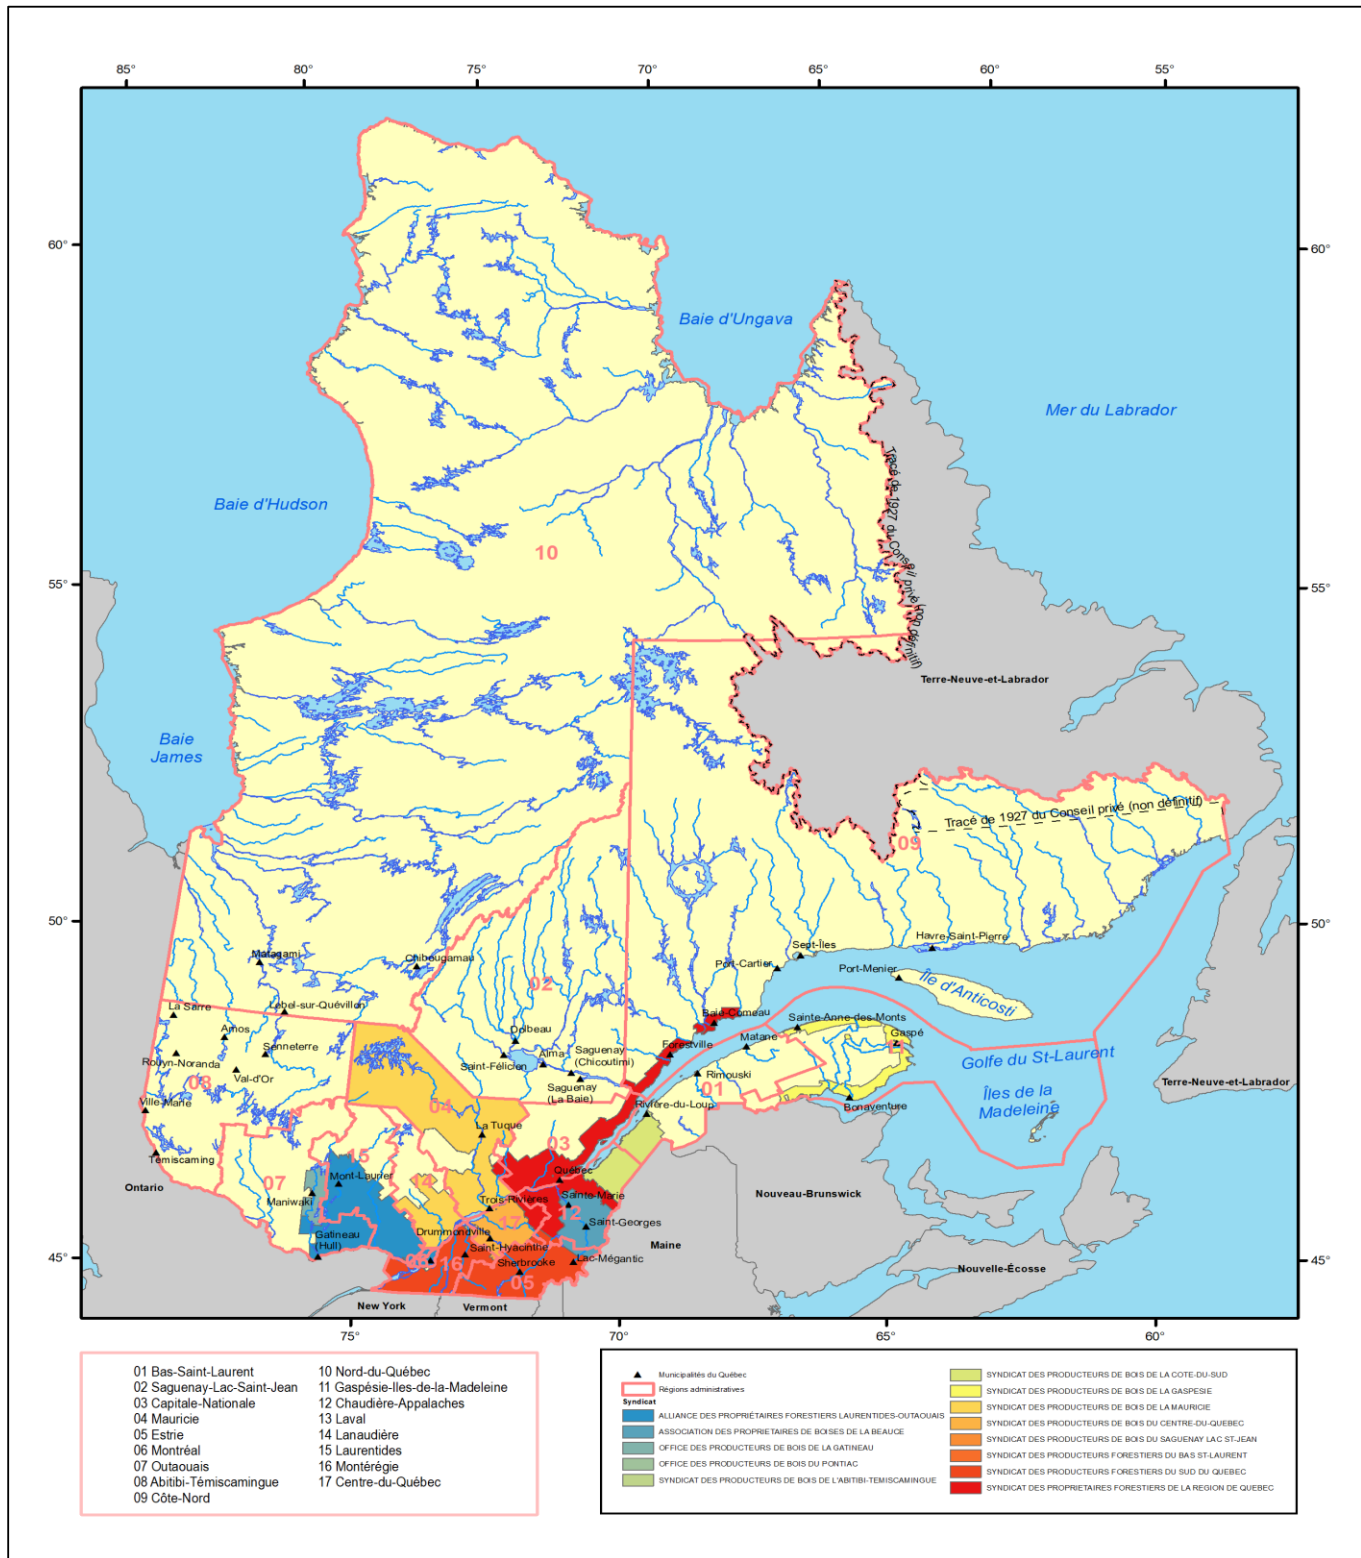 85°
80°
75°
70°
65°
60°
55°
60°
60°
Baie d'Ungava
Mer du Labrador
Baie d'Hudson
Tracé de 1927 du Conseil privé (non définitif)
10
55°
55°
Terre-Neuve-et-Labrador
Baie
James
Tracé de 1927 du Conseil privé (non définitif)
09
50°
50°
Matagami
Chibougamau
Havre-Saint-Pierre
Sept-Îles
Port-Cartier
Port-Menier
Île d'Anticosti
02
La Sarre
Lebel-sur-Quévillon
Baie-Comeau
Sainte-Anne-des-Monts
Amos
Dolbeau
Matane
Gaspé
Rouyn-Noranda
Senneterre
Saint-Félicien
Alma
Saguenay
(Chicoutimi)
Forestville
Golfe du St-Laurent
Val-d'Or
Rimouski
08
Saguenay
(La Baie)
01
Îles de la
Madeleine
Terre-Neuve-et-Labrador
Ville-Marie
04
Rivière-du-Loup
Bonaventure
La Tuque
03
Témiscaming
15
Ontario
07
Mont-Laurier
14
Québec
Maniwaki
Trois-Rivières
Sainte-Marie
Nouveau-Brunswick
17
12
Saint-Georges
Gatineau
(Hull)
Drummondville
Saint-Hyacinthe
Maine
16
Sherbrooke
Lac-Mégantic
05
45°
45°
Nouvelle-Écosse
New York
Vermont
75°
70°
65°
60°
01 Bas-Saint-Laurent
02 Saguenay-Lac-Saint-Jean
03 Capitale-Nationale
04 Mauricie
05 Estrie
06 Montréal
07 Outaouais
08 Abitibi-Témiscamingue
09 Côte-Nord
10 Nord-du-Québec
11 Gaspésie-Iles-de-la-Madeleine
12 Chaudière-Appalaches
13 Laval
14 Lanaudière
15 Laurentides
16 Montérégie
17 Centre-du-Québec
Municipalités du Québec
Régions administratives
Syndicat
ALLIANCE DES PROPRIÉTAIRES FORESTIERS LAURENTIDES-OUTAOUAIS
ASSOCIATION DES PROPRIETAIRES DE BOISES DE LA BEAUCE
OFFICE DES PRODUCTEURS DE BOIS DE LA GATINEAU
OFFICE DES PRODUCTEURS DE BOIS DU PONTIAC
SYNDICAT DES PRODUCTEURS DE BOIS DE L'ABITIBI-TEMISCAMINGUE
SYNDICAT DES PRODUCTEURS DE BOIS DE LA COTE-DU-SUD
SYNDICAT DES PRODUCTEURS DE BOIS DE LA GASPESIE
SYNDICAT DES PRODUCTEURS DE BOIS DE LA MAURICIE
SYNDICAT DES PRODUCTEURS DE BOIS DU CENTRE-DU-QUEBEC
SYNDICAT DES PRODUCTEURS DE BOIS DU SAGUENAY LAC ST-JEAN
SYNDICAT DES PRODUCTEURS FORESTIERS DU BAS ST-LAURENT
SYNDICAT DES PRODUCTEURS FORESTIERS DU SUD DU QUEBEC
SYNDICAT DES PROPRIETAIRES FORESTIERS DE LA REGION DE QUEBEC